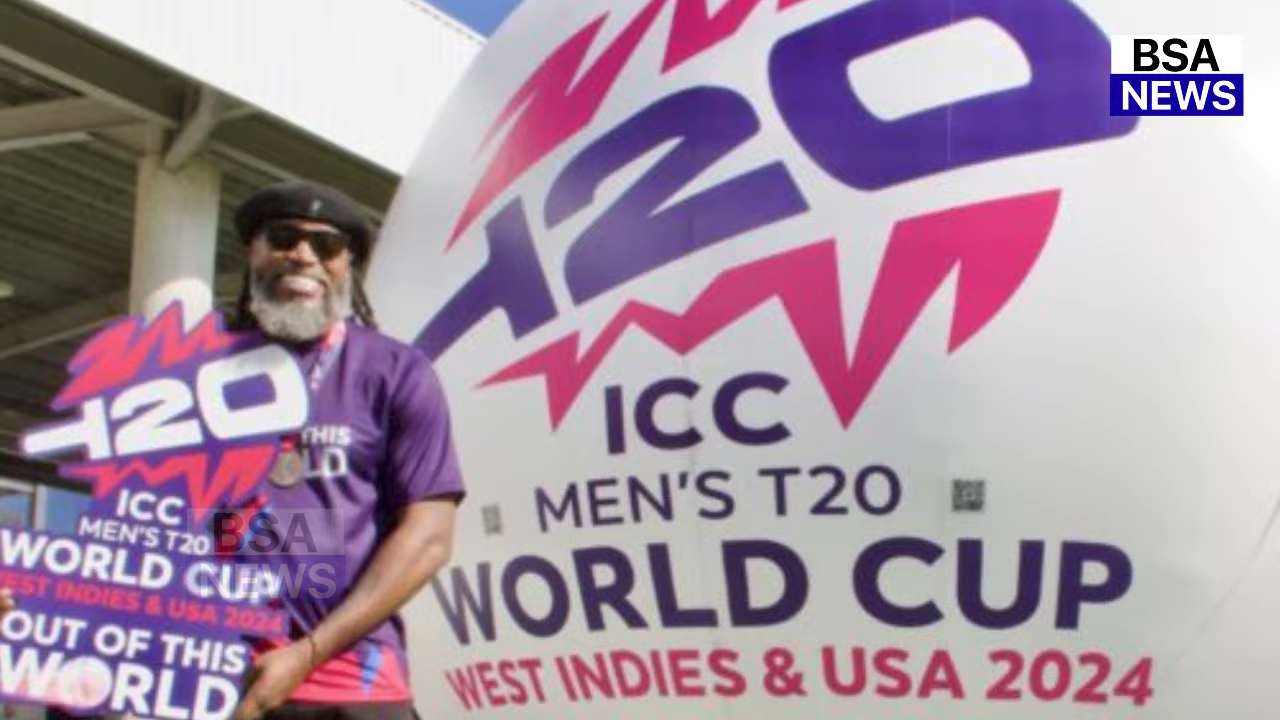 BSA
NEWS
T20
ICC
MEN'S T20
WORLD CUP
WEST INDIES & USA 2024
THIS
LD
T20
ICC
MEN'S T20
WORLD CUP
WEST INDIES & USA 2024
OUT OF THIS
WORLD
BSA
NEWS